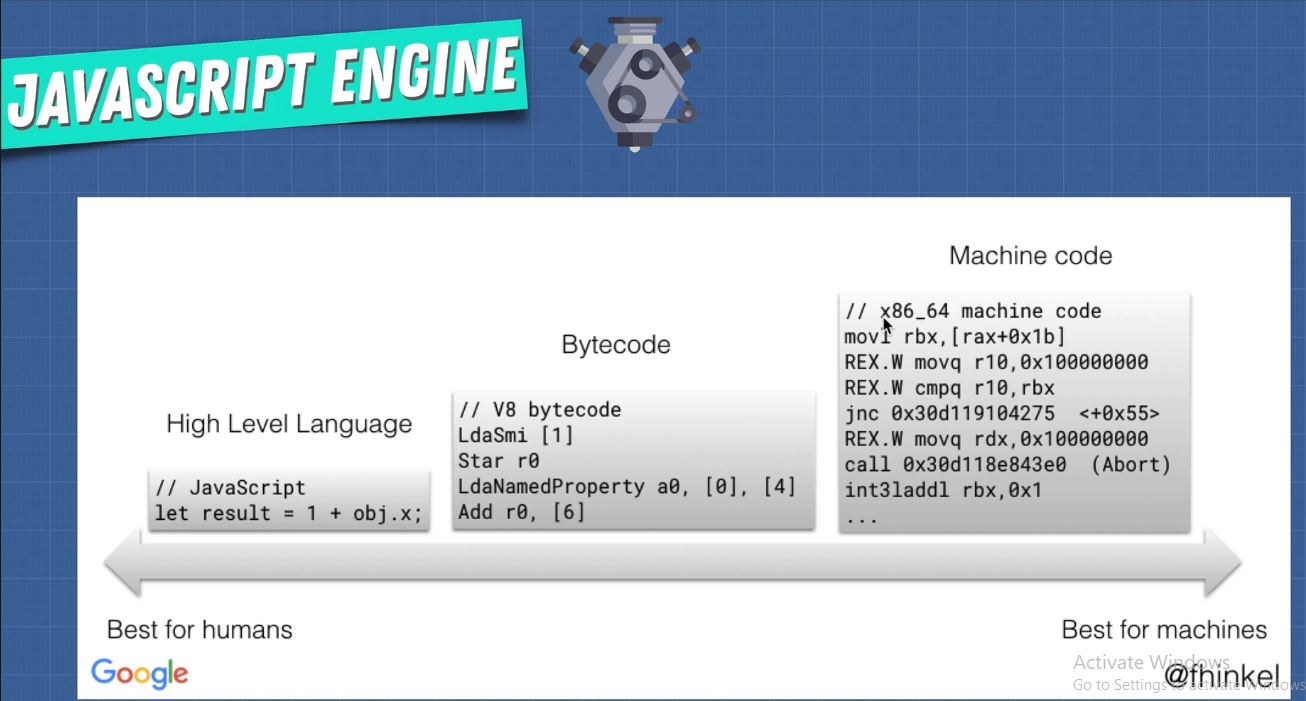 JAVASCRIPT ENGINE
Machine code
// x86_64 machine code
movl rbx,[rax+0x1b]
REX.W movq r10,0x100000000
REX.W cmpq r10,rbx
jnc 0x30d119104275 <+0x55>
REX.W movq rdx,0x100000000
call 0x30d118e843e0 (Abort)
int3laddl rbx,0x1
...
Bytecode
// V8 bytecode
LdaSmi [1]
Star r0
LdaNamedProperty a0, [0], [4]
Add r0, [6]
High Level Language
// JavaScript
let result = 1 + obj.x;
Best for humans
Best for machines
Google
@fhinkel
Activate Windows
Go to Settings to activate Windows